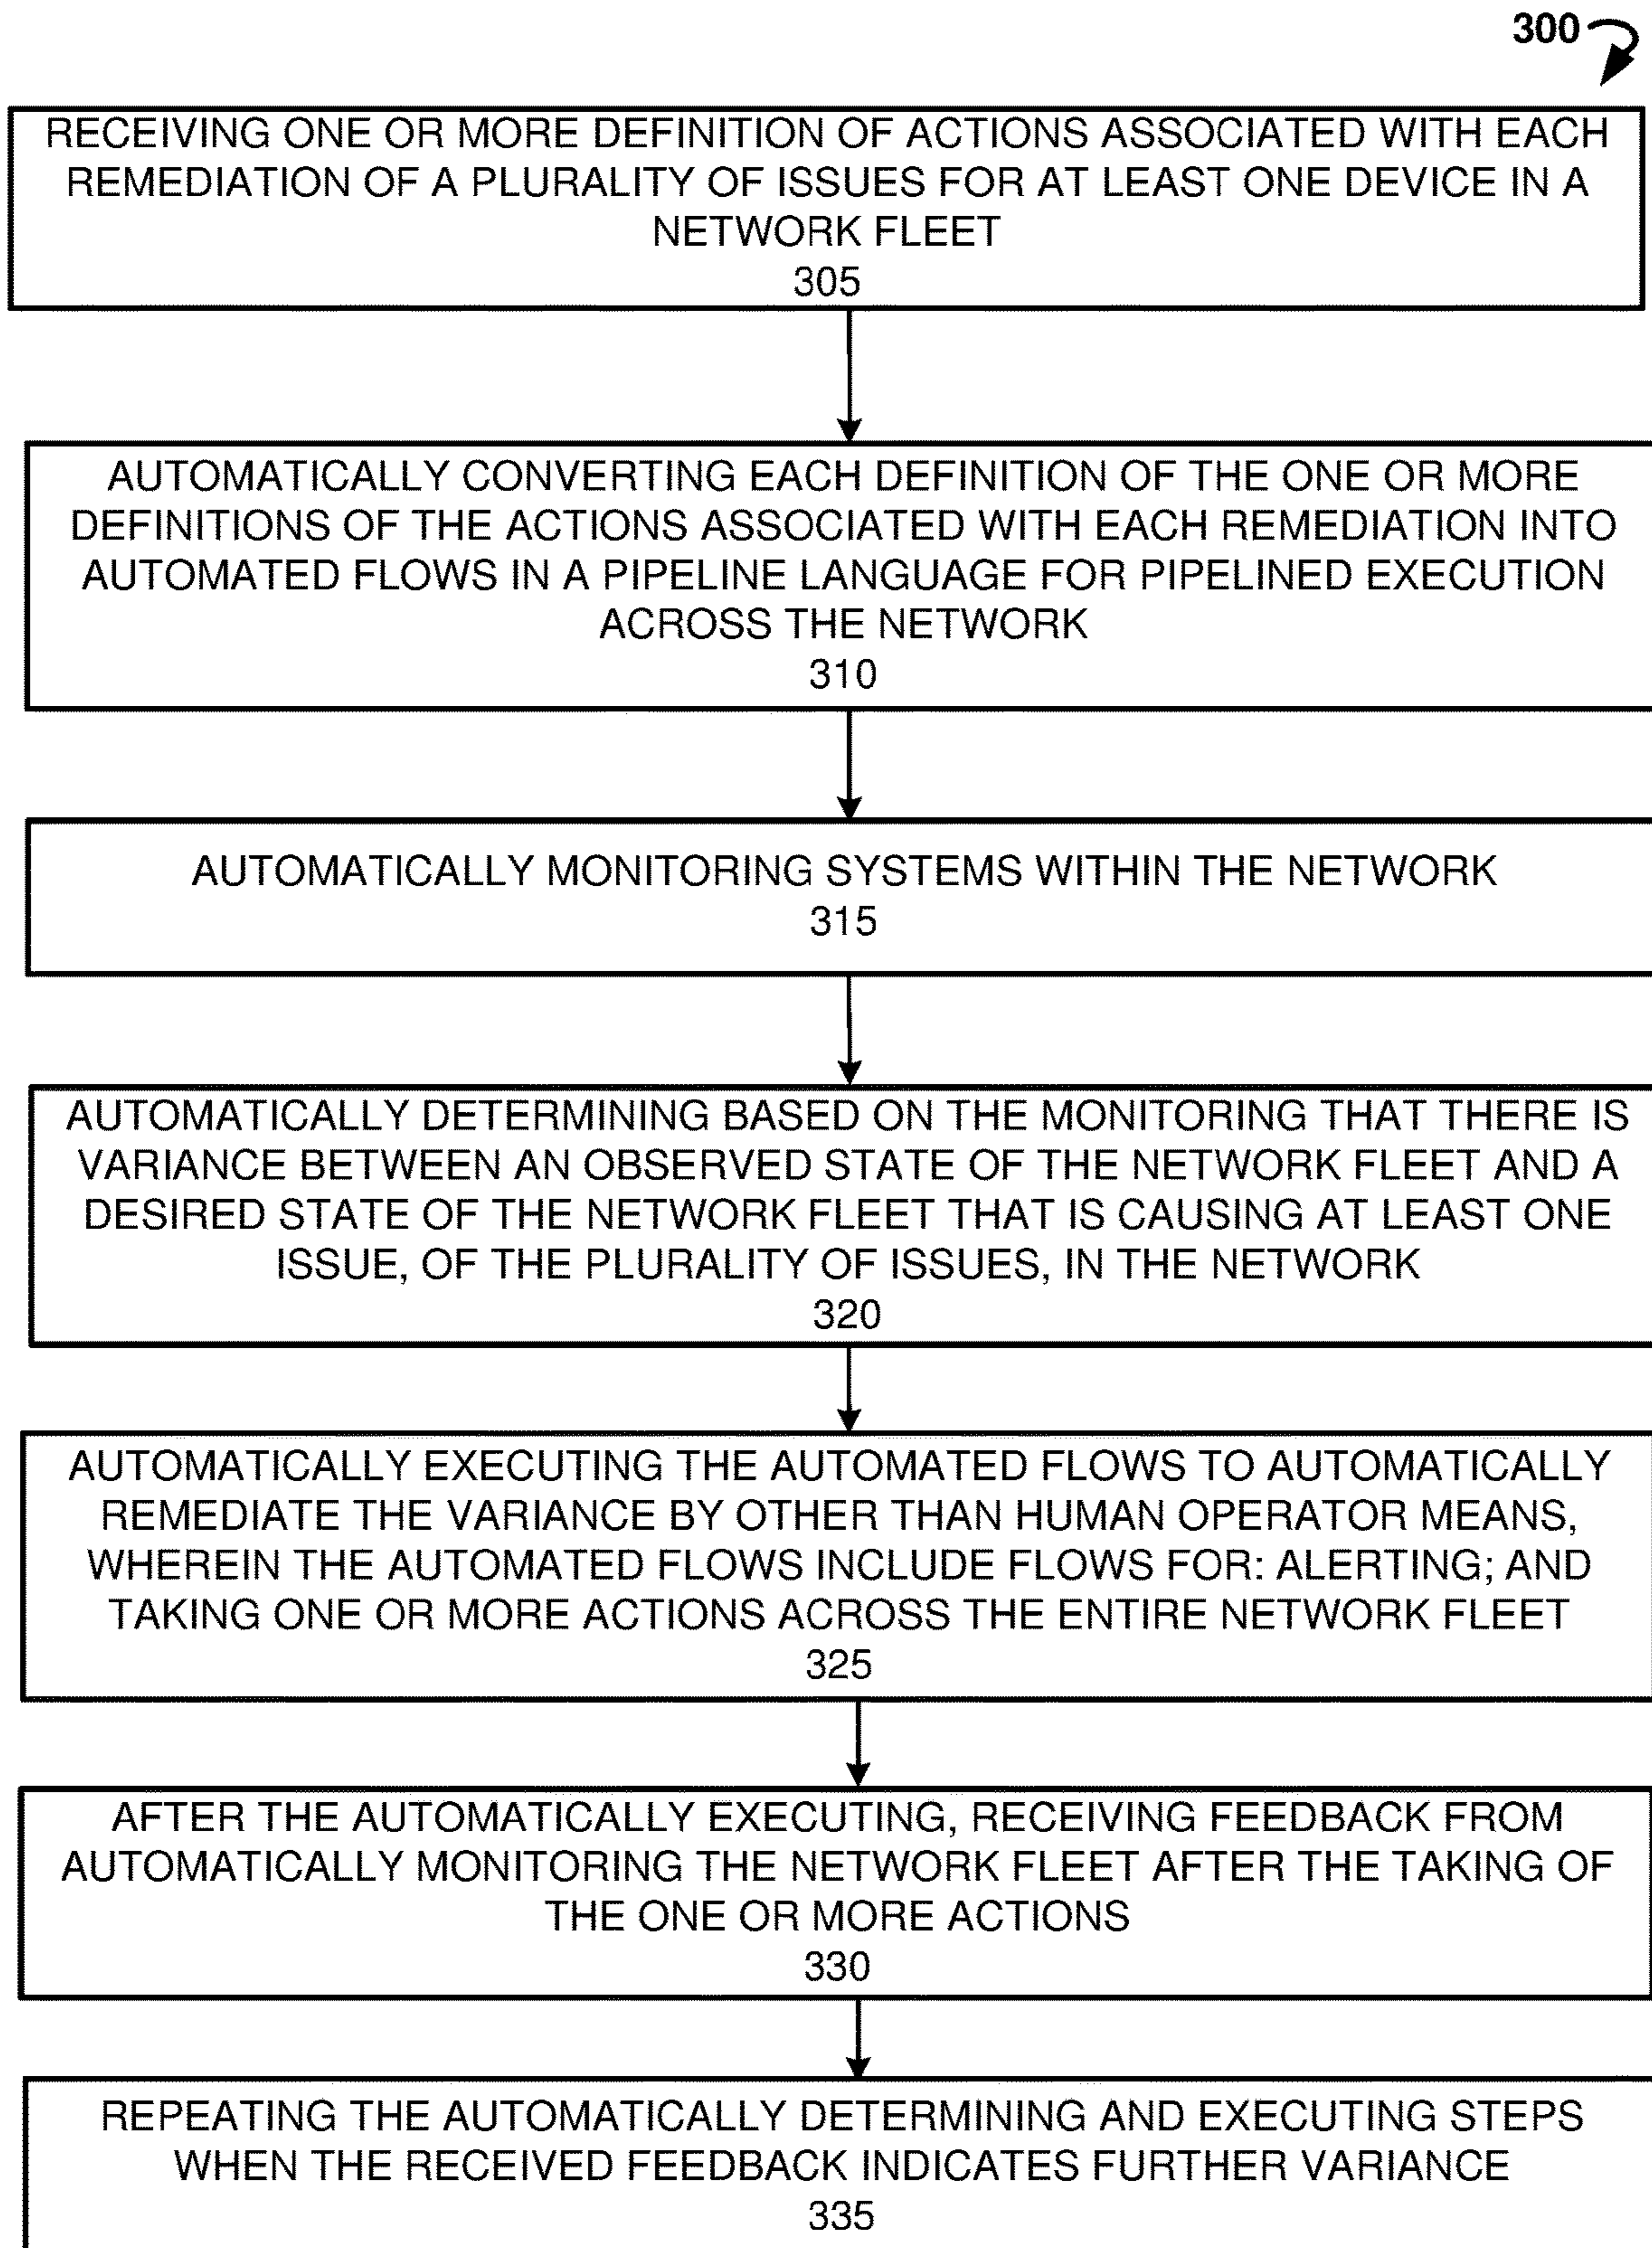 300
RECEIVING ONE OR MORE DEFINITION OF ACTIONS ASSOCIATED WITH EACH
REMEDIATION OF A PLURALITY OF ISSUES FOR AT LEAST ONE DEVICE IN A
NETWORK FLEET
305
AUTOMATICALLY CONVERTING EACH DEFINITION OF THE ONE OR MORE
DEFINITIONS OF THE ACTIONS ASSOCIATED WITH EACH REMEDIATION INTO
AUTOMATED FLOWS IN A PIPELINE LANGUAGE FOR PIPELINED EXECUTION
ACROSS THE NETWORK
310
AUTOMATICALLY MONITORING SYSTEMS WITHIN THE NETWORK
315
AUTOMATICALLY DETERMINING BASED ON THE MONITORING THAT THERE IS
VARIANCE BETWEEN AN OBSERVED STATE OF THE NETWORK FLEET AND A
DESIRED STATE OF THE NETWORK FLEET THAT IS CAUSING AT LEAST ONE
ISSUE, OF THE PLURALITY OF ISSUES, IN THE NETWORK
320
AUTOMATICALLY EXECUTING THE AUTOMATED FLOWS TO AUTOMATICALLY
REMEDIATE THE VARIANCE BY OTHER THAN HUMAN OPERATOR MEANS,
WHEREIN THE AUTOMATED FLOWS INCLUDE FLOWS FOR: ALERTING; AND
TAKING ONE OR MORE ACTIONS ACROSS THE ENTIRE NETWORK FLEET
325
AFTER THE AUTOMATICALLY EXECUTING, RECEIVING FEEDBACK FROM
AUTOMATICALLY MONITORING THE NETWORK FLEET AFTER THE TAKING OF
THE ONE OR MORE ACTIONS
330
REPEATING THE AUTOMATICALLY DETERMINING AND EXECUTING STEPS
WHEN THE RECEIVED FEEDBACK INDICATES FURTHER VARIANCE
335